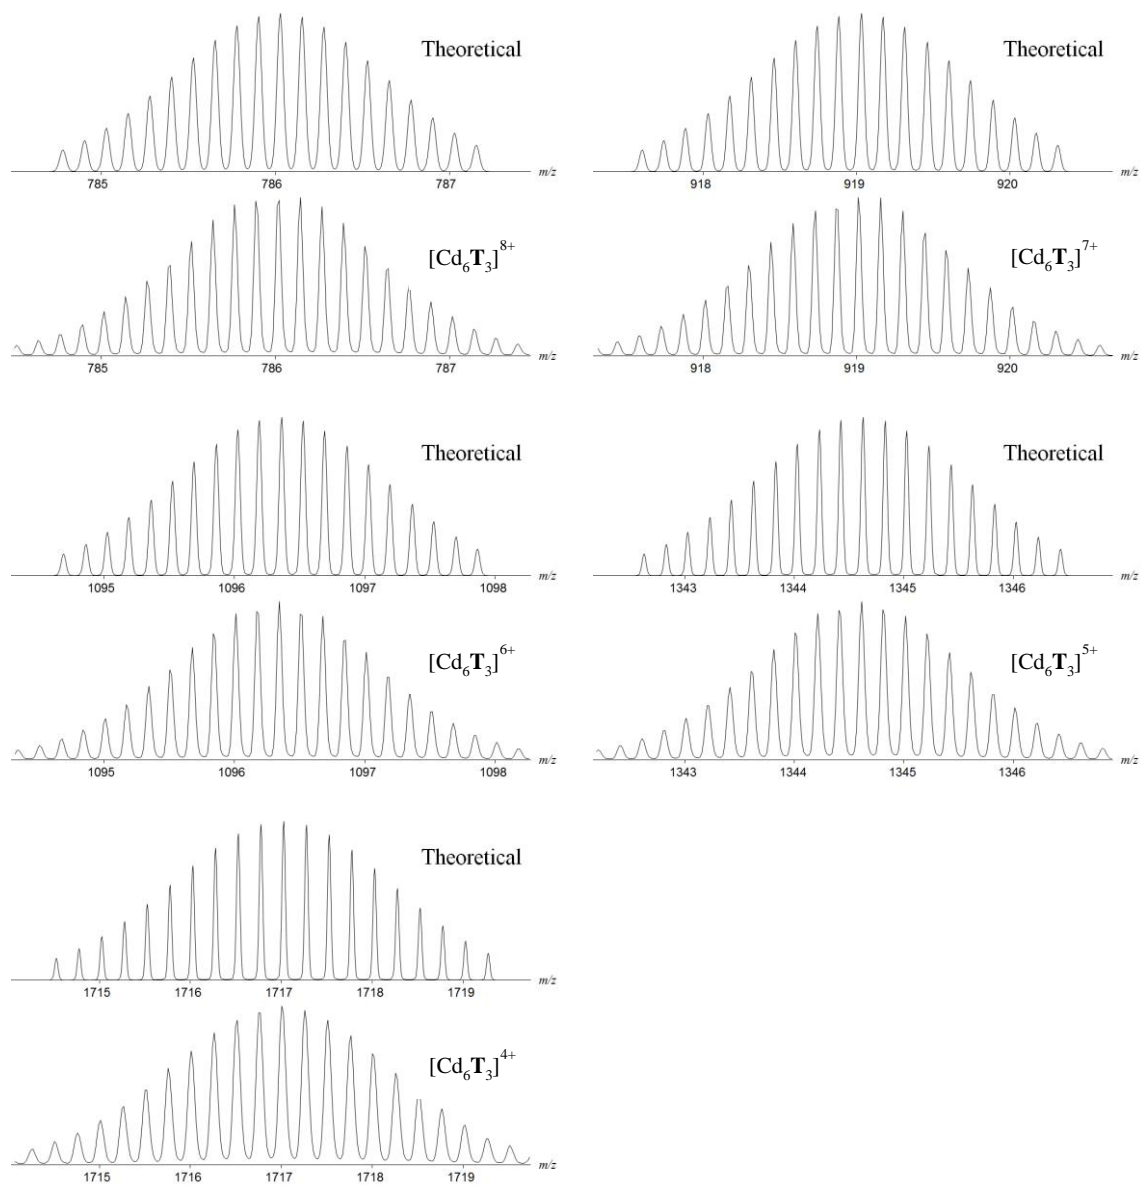 Theoretical
m/z
785 786 787
[Cd6T3]8+
m/z
785 786 787
Theoretical
m/z
918 919 920
[Cd6T3]7+
m/z
918 919 920
Theoretical
m/z
1095 1096 1097 1098
[Cd6T3]6+
m/z
1095 1096 1097 1098
Theoretical
m/z
1343 1344 1345 1346
[Cd6T3]5+
m/z
1343 1344 1345 1346
Theoretical
m/z
1715 1716 1717 1718 1719
[Cd6T3]4+
m/z
1715 1716 1717 1718 1719